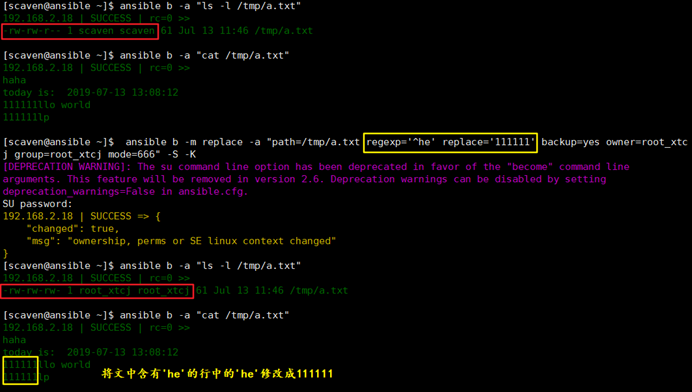 [scaven@ansible ~]$ ansible b -a "ls -l /tmp/a.txt"
192.168.2.18 | SUCCESS | rc=0 >>
-rw-rw-r-- 1 scaven scaven 61 Jul 13 11:46 /tmp/a.txt
[scaven@ansible ~]$ ansible b -a "cat /tmp/a.txt"
192.168.2.18 | SUCCESS | rc=0 >>
haha
today is:  2019-07-13 13:08:12
111111llo world
111111lp
[scaven@ansible ~]$  ansible b -m replace -a "path=/tmp/a.txt regexp='^he' replace='111111' backup=yes owner=root_xtc
j group=root_xtcj mode=666" -S -K
[DEPRECATION WARNING]: The su command line option has been deprecated in favor of the "become" command line
arguments. This feature will be removed in version 2.6. Deprecation warnings can be disabled by setting
deprecation_warnings=False in ansible.cfg.
SU password:
192.168.2.18 | SUCCESS => {
    "changed": true,
    "msg": "ownership, perms or SE linux context changed"
}
[scaven@ansible ~]$ ansible b -a "ls -l /tmp/a.txt"
192.168.2.18 | SUCCESS | rc=0 >>
-rw-rw-rw- 1 root_xtcj root_xtcj 61 Jul 13 11:46 /tmp/a.txt
[scaven@ansible ~]$ ansible b -a "cat /tmp/a.txt"
192.168.2.18 | SUCCESS | rc=0 >>
haha
today is:  2019-07-13 13:08:12
111111llo world
111111lp
将文中含有'he'的行中的'he'修改成111111